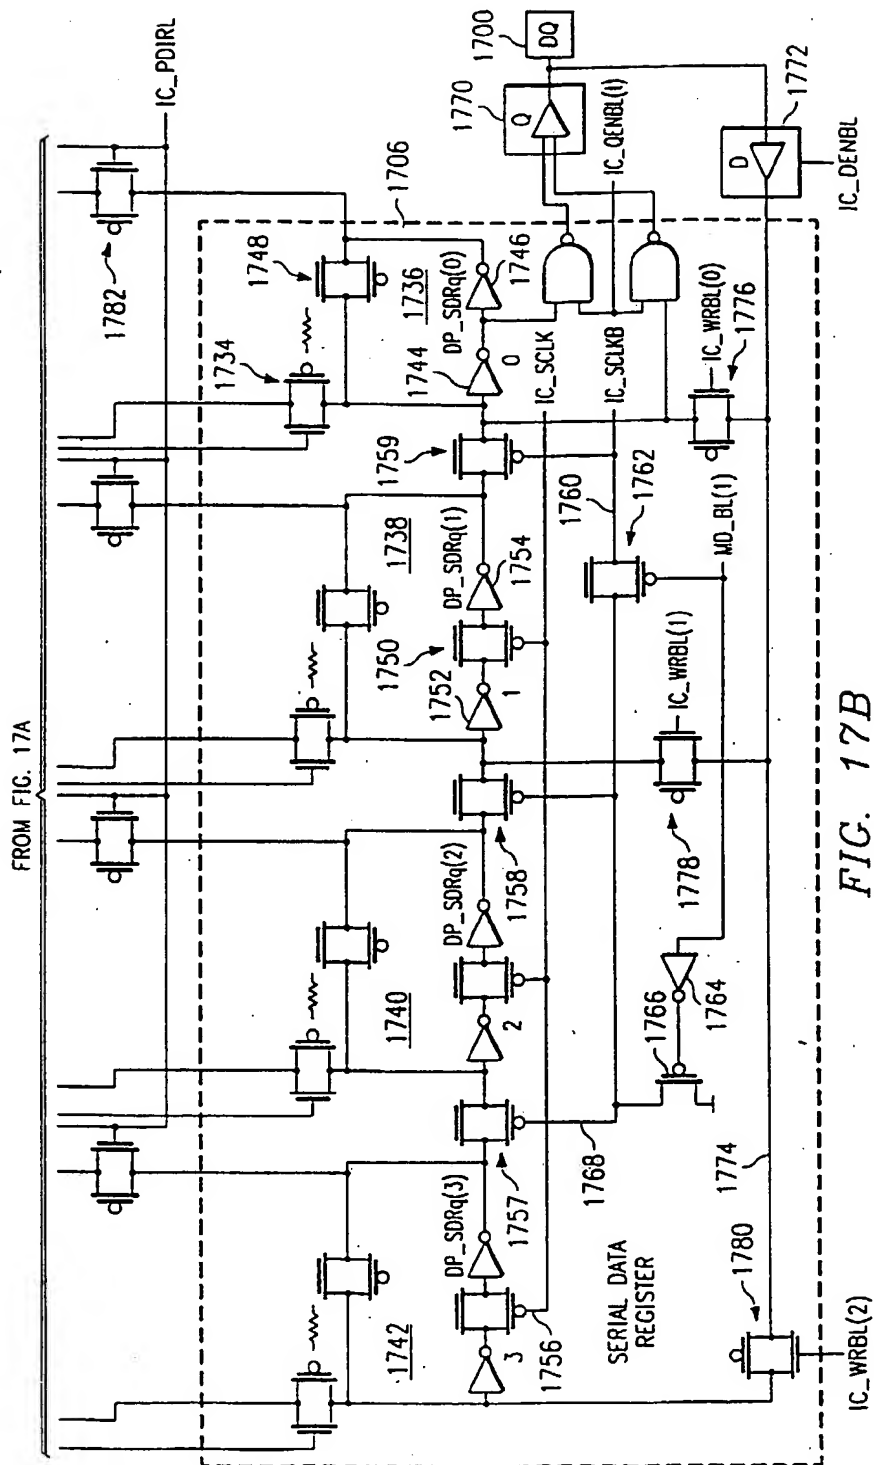 FROM FIG. 17A
IC_PDIRL
1782
1706
1734
1748
1736
DP_SDRq(0)
1744
1746
0
IC_SCLK
1770
Q
1700
DQ
IC_QENBL(1)
1772
D
IC_DENBL
IC_SCLKB
IC_WRBL(0)
1776
1759
1738
DP_SDRq(1)
1754
1750
1752
1
1760
1762
MD_BL(1)
IC_WRBL(1)
1778
1758
DP_SDRq(2)
1740
2
1764
1766
1768
1757
DP_SDRq(3)
1742
3
1756
SERIAL DATA
REGISTER
1774
1780
IC_WRBL(2)
FIG. 17B